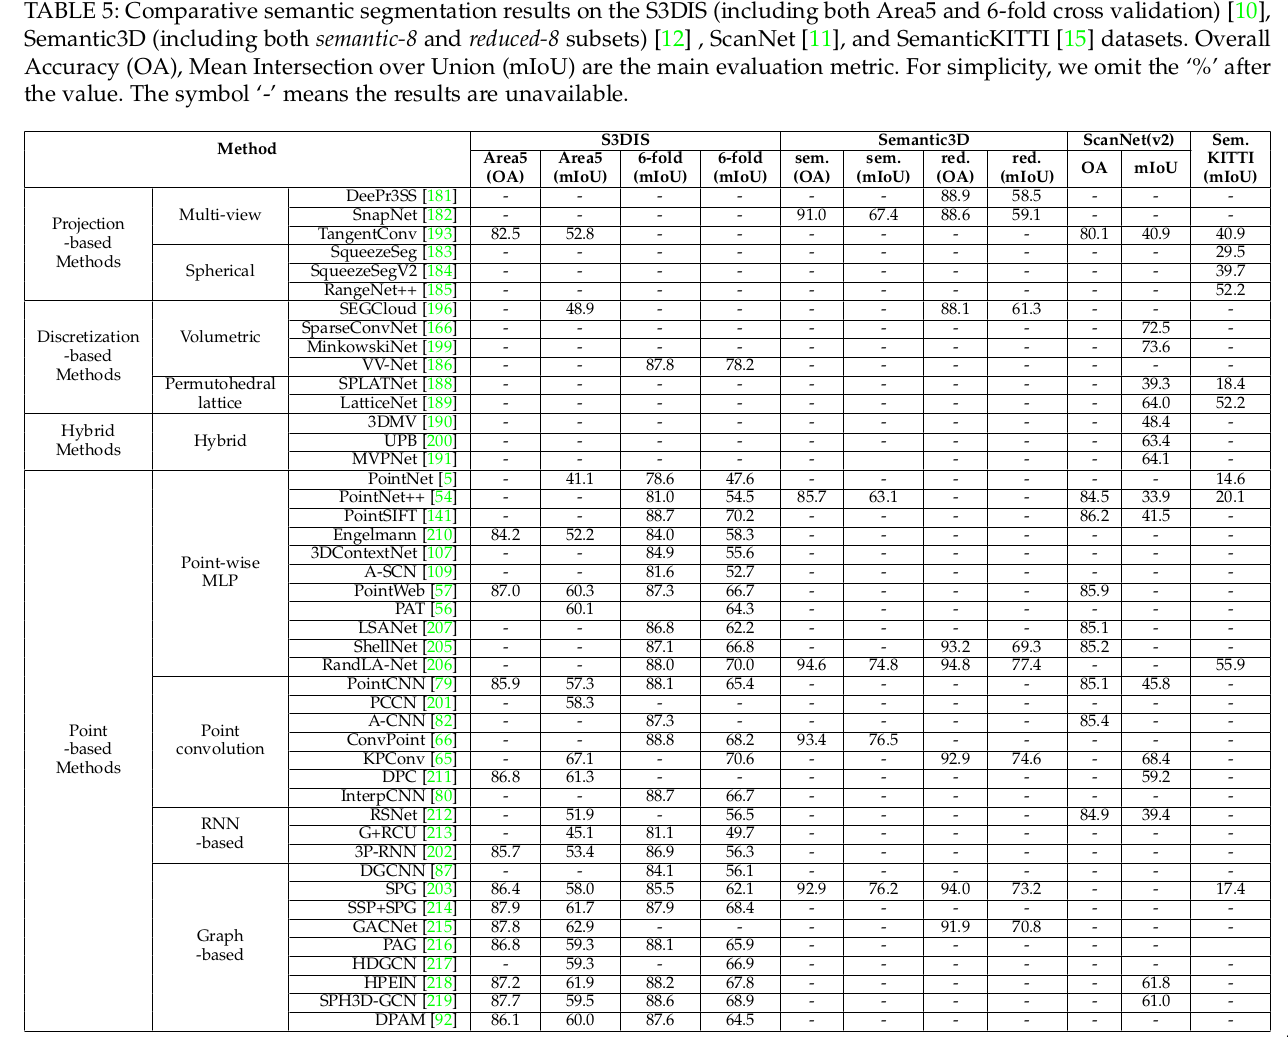 TABLE 5: Comparative semantic segmentation results on the S3DIS (including both Area5 and 6-fold cross validation) [10],
Semantic3D (including both semantic-8 and reduced-8 subsets) [12] , ScanNet [11], and SemanticKITTI [15] datasets. Overall
Accuracy (OA), Mean Intersection over Union (mIoU) are the main evaluation metric. For simplicity, we omit the ‘%’ after
the value. The symbol ‘-’ means the results are unavailable.
Method S3DIS Semantic3D ScanNet(v2) Sem. KITTI (mIoU)
Area5 (OA) Area5 (mIoU) 6-fold (mIoU) 6-fold (mIoU) sem. (OA) sem. (mIoU) red. (OA) red. (mIoU) OA mIoU
Projection -based Methods
Multi-view
DeePr3SS [181] - - - - - - 88.9 58.5 - - -
SnapNet [182] - - - - 91.0 67.4 88.6 59.1 - - -
TangentConv [193] 82.5 52.8 - - - - - - 80.1 40.9 40.9
Spherical
SqueezeSeg [183] - - - - - - - - - - 29.5
SqueezeSegV2 [184] - - - - - - - - - - 39.7
RangeNet++ [185] - - - - - - - - - - 52.2
Discretization -based Methods
Volumetric
SEGCloud [196] - 48.9 - - - - 88.1 61.3 - - -
SparseConvNet [166] - - - - - - - - - 72.5 -
MinkowskiNet [199] - - - - - - - - - 73.6 -
VV-Net [186] - - 87.8 78.2 - - - - - - -
Permutohedral lattice
SPLATNet [188] - - - - - - - - - 39.3 18.4
LatticeNet [189] - - - - - - - - - 64.0 52.2
Hybrid Methods
Hybrid
3DMV [190] - - - - - - - - - 48.4 -
UPB [200] - - - - - - - - - 63.4 -
MVPNet [191] - - - - - - - - 64.1 -
Point -based Methods
Point-wise MLP
PointNet [5] - 41.1 78.6 47.6 - - - - - - 14.6
PointNet++ [54] - - 81.0 54.5 85.7 63.1 - - 84.5 33.9 20.1
PointSIFT [141] - - 88.7 70.2 - - - - 86.2 41.5 -
Engelmann [210] 84.2 52.2 84.0 58.3 - - - - - - -
3DContextNet [107] - - 84.9 55.6 - - - - - - -
A-SCN [109] - - 81.6 52.7 - - - - - - -
PointWeb [57] 87.0 60.3 87.3 66.7 - - - - 85.9 - -
PAT [56] 60.1 64.3 - - - - - - -
LSANet [207] - - 86.8 62.2 - - - - 85.1 - -
ShellNet [205] - - 87.1 66.8 - - 93.2 69.3 85.2 - -
RandLA-Net [206] - - 88.0 70.0 94.6 74.8 94.8 77.4 - - 55.9
Point convolution
PointCNN [79] 85.9 57.3 88.1 65.4 - - - - 85.1 45.8 -
PCCN [201] - 58.3 - - - - - - - - -
A-CNN [82] - - 87.3 - - - - - 85.4 - -
ConvPoint [66] - - 88.8 68.2 93.4 76.5 - - - - -
KPConv [65] - 67.1 - 70.6 - - 92.9 74.6 - 68.4 -
DPC [211] 86.8 61.3 - - - - - - - 59.2 -
InterpCNN [80] - - 88.7 66.7 - - - - - - -
RNN -based
RSNet [212] - 51.9 - 56.5 - - - - 84.9 39.4 -
G+RCU [213] - 45.1 81.1 49.7 - - - - - - -
3P-RNN [202] 85.7 53.4 86.9 56.3 - - - - - - -
Graph -based
DGCNN [87] - - 84.1 56.1 - - - - - - -
SPG [203] 86.4 58.0 85.5 62.1 92.9 76.2 94.0 73.2 - - 17.4
SSP+SPG [214] 87.9 61.7 87.9 68.4 - - - - - - -
GACNet [215] 87.8 62.9 - - - - 91.9 70.8 - - -
PAG [216] 86.8 59.3 88.1 65.9 - - - - - -
HDGCN [217] - 59.3 - 66.9 - - - - - - -
HPEIN [218] 87.2 61.9 88.2 67.8 - - - - - 61.8 -
SPH3D-GCN [219] 87.7 59.5 88.6 68.9 - - - - - 61.0 -
DPAM [92] 86.1 60.0 87.6 64.5 - - - - - - -